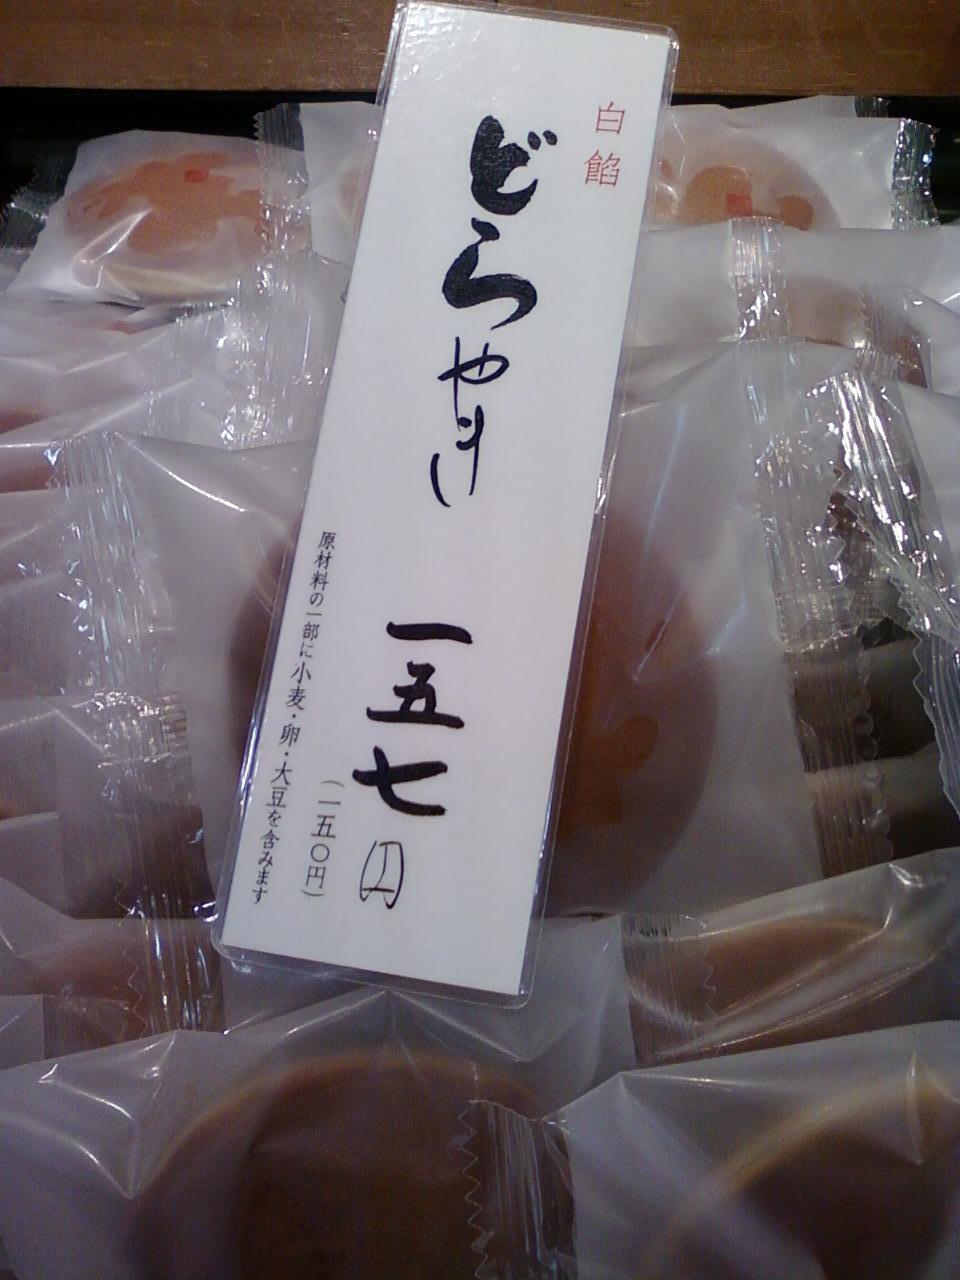 白餡
どらやき
一五七円
(一五〇円)
原材料の一部に小麦・卵・大豆を含みます